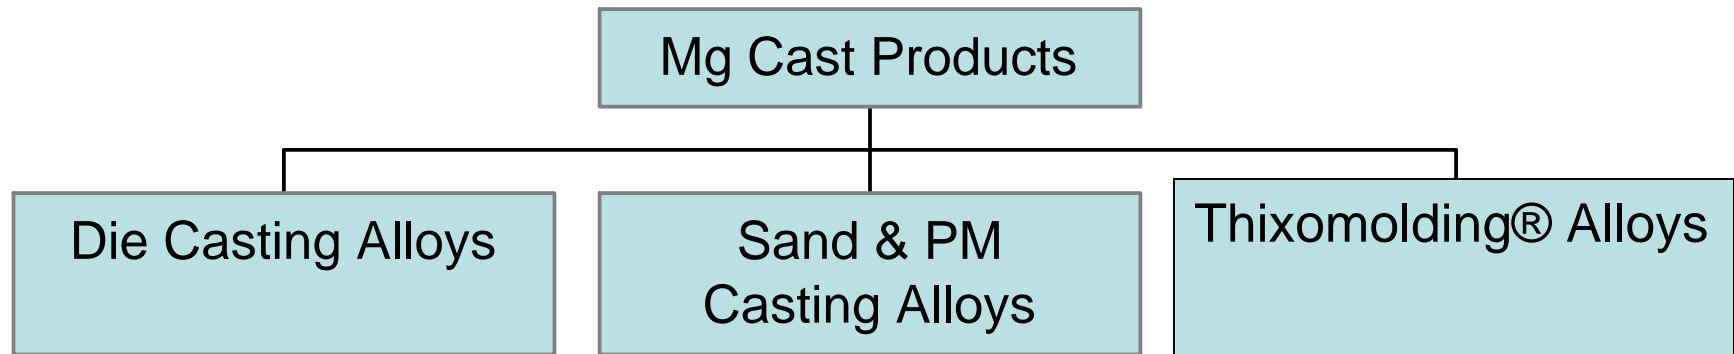 Mg Cast Products
Die Casting Alloys
Sand & PM
Casting Alloys
Thixomolding® Alloys